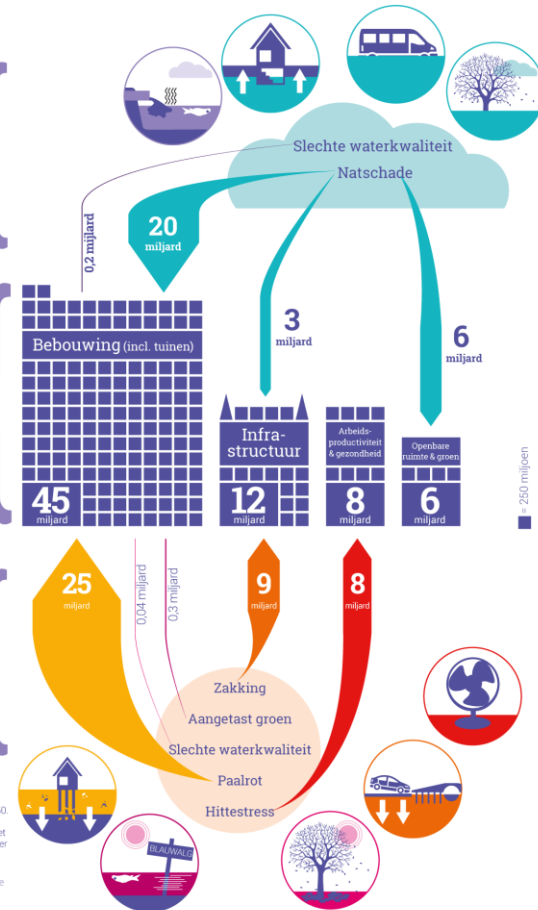 Slechte waterkwaliteit
Natschade
0,2 mijlard
20
miljard
3
miljard
6
miljard
Bebouwing (incl. tuinen)
Infra-
structuur
Arbeids-
productiviteit
& gezondheid
Openbare
ruimte & groen
45
miljard
12
miljard
8
miljard
6
miljard
= 250 miljoen
25
miljard
0,04 miljard
0,3 miljard
9
miljard
8
miljard
Zakking
Aangetast groen
Slechte waterkwaliteit
Paalrot
Hittestress
BLAUWALG